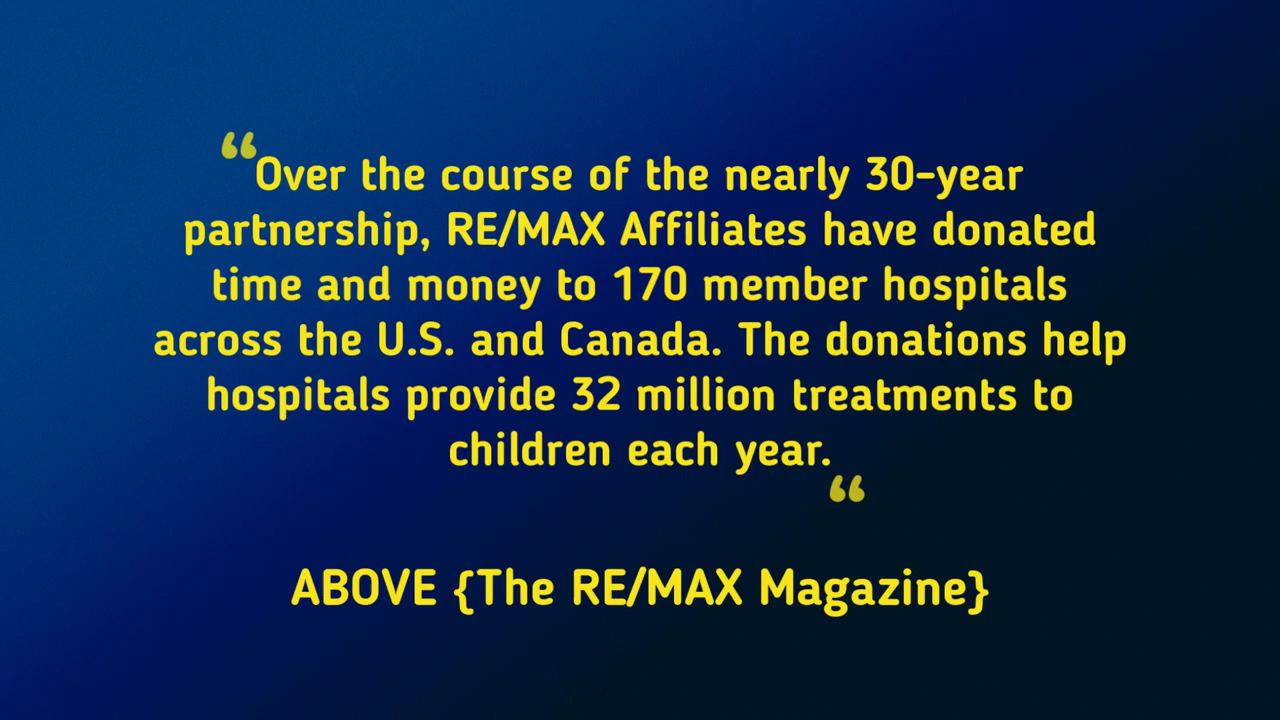 “Over the course of the nearly 30-year
partnership, RE/MAX Affiliates have donated
time and money to 170 member hospitals
across the U.S. and Canada. The donations help
hospitals provide 32 million treatments to
children each year.
“
ABOVE {The RE/MAX Magazine}